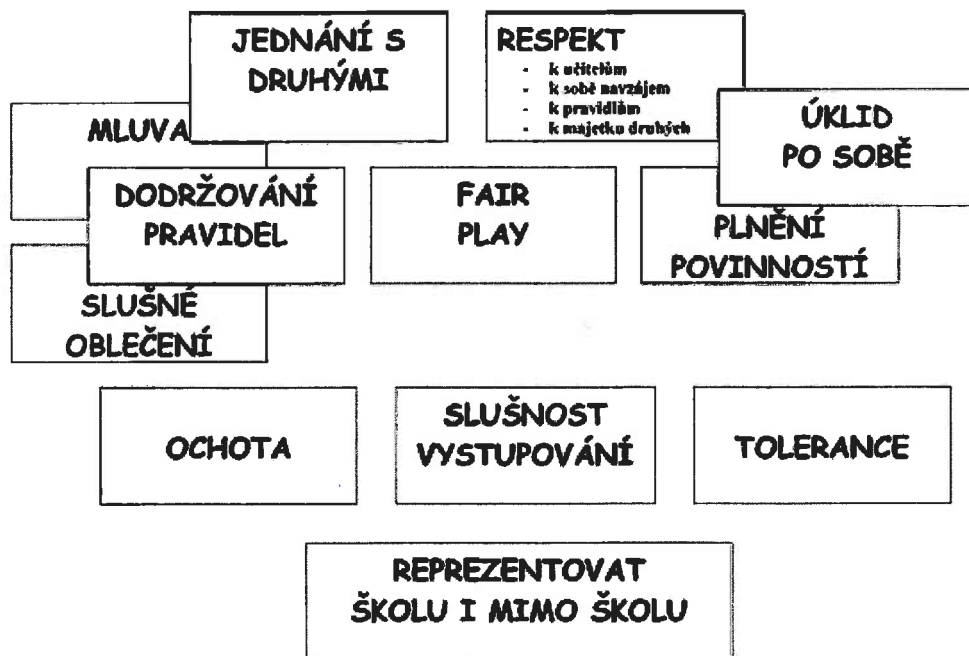 JEDNÁNÍ S
DRUHÝMI
RESPEKT
- k učitelům
- k sobě navzájem
- k pravidlům
- k majetku druhých
MLUVA
ÚKLID
PO SOBĚ
DODRŽOVÁNÍ
PRAVIDEL
FAIR
PLAY
PLNĚNÍ
POVINNOSTÍ
SLUŠNÉ
OBLEČENÍ
OCHOTA
SLUŠNOST
VYSTUPOVÁNÍ
TOLERANCE
REPREZENTOVAT
ŠKOLU I MIMO ŠKOLU